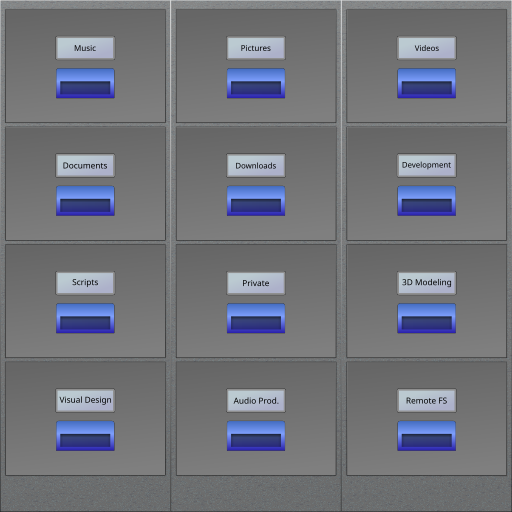 Music
Pictures
Videos
Documents
Downloads
Development
Scripts
Private
3D Modeling
Visual Design
Audio Prod.
Remote FS